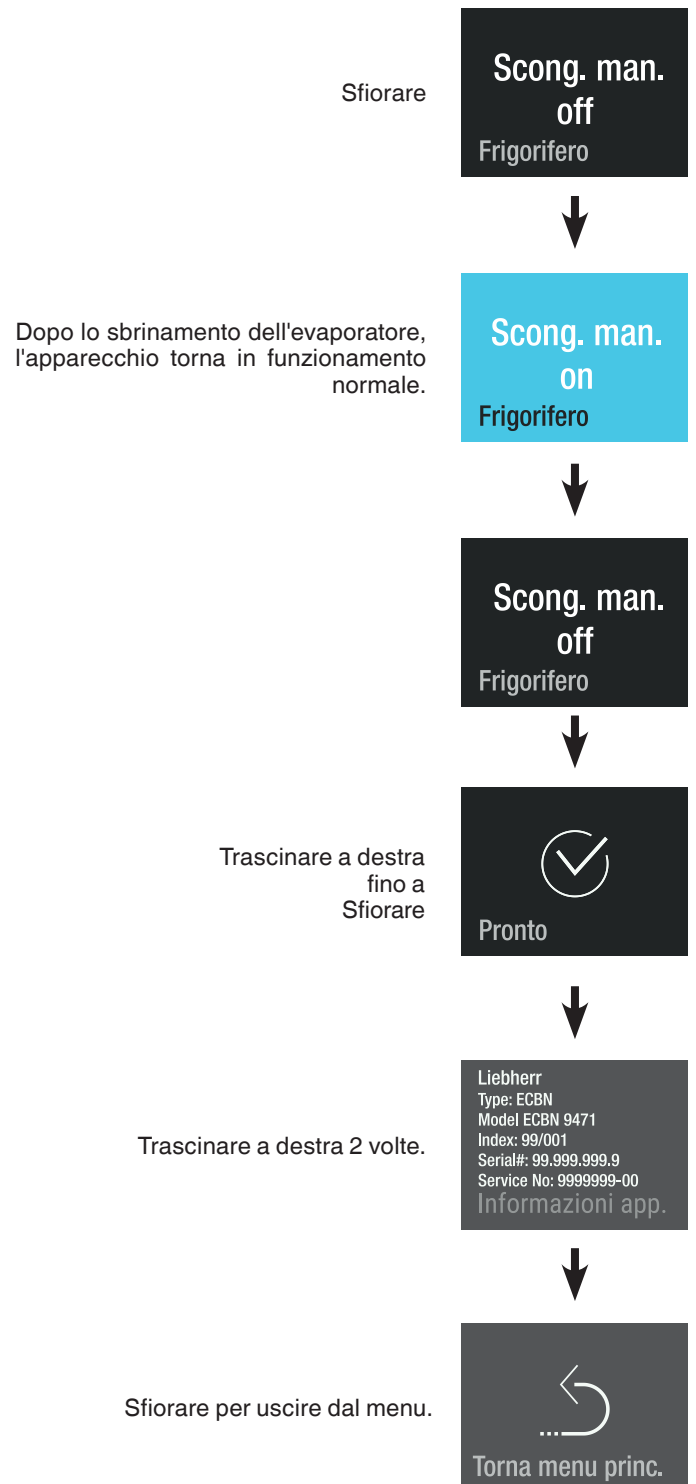 Sfiorare
Scong. man.
off
Frigorifero
Dopo lo sbrinamento dell'evaporatore,
l'apparecchio torna in funzionamento
normale.
Scong. man.
on
Frigorifero
Scong. man.
off
Frigorifero
Trascinare a destra
fino a
Sfiorare
Pronto
Trascinare a destra 2 volte.
Liebherr
Type: ECBN
Model ECBN 9471
Index: 99/001
Serial#: 99.999.999.9
Service No: 9999999-00
Informazioni app.
Sfiorare per uscire dal menu.
Torna menu princ.